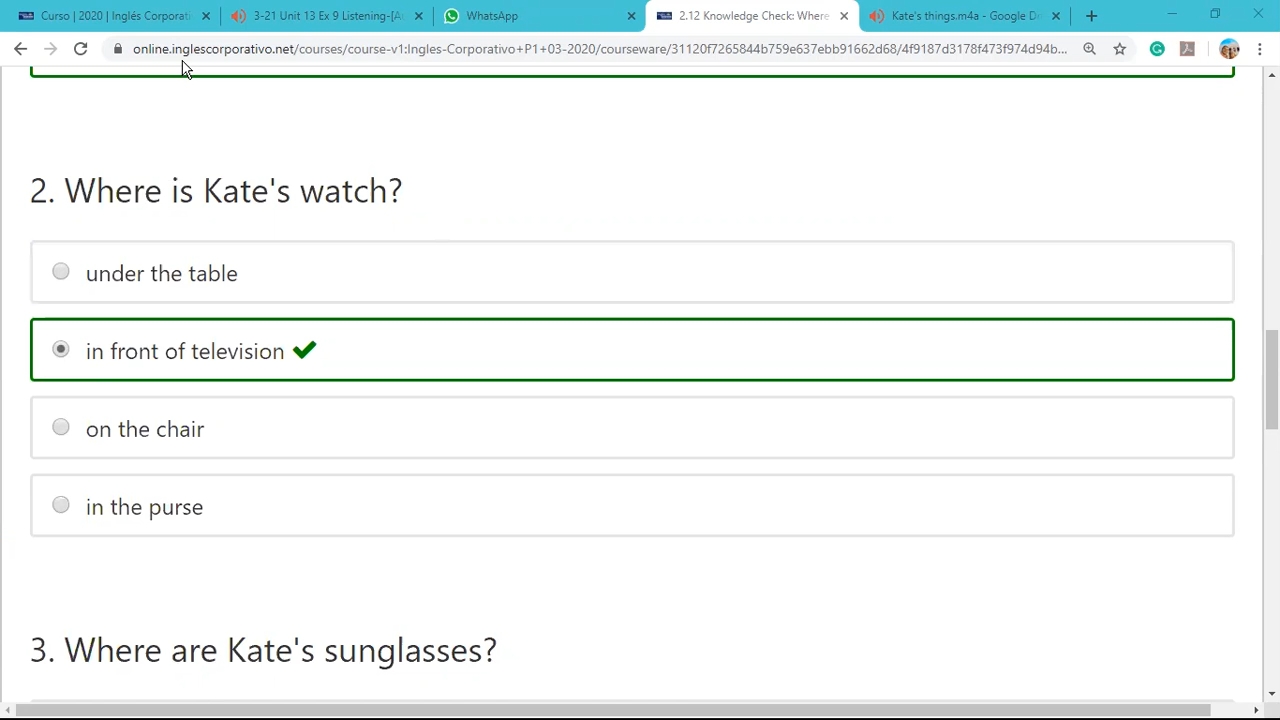 Curso | 2020 | Inglés Corporati
3-21 Unit 13 Ex 9 Listening-[A
WhatsApp
2.12 Knowledge Check: Where
Kate's things.m4a - Google Dr
online.inglescorporativo.net/courses/course-v1:Ingles-Corporativo+P1+03-2020/courseware/31120f7265844b759e637ebb91662d68/4f9187d3178f473f974d94b...
2. Where is Kate's watch?
under the table
in front of television
on the chair
in the purse
3. Where are Kate's sunglasses?